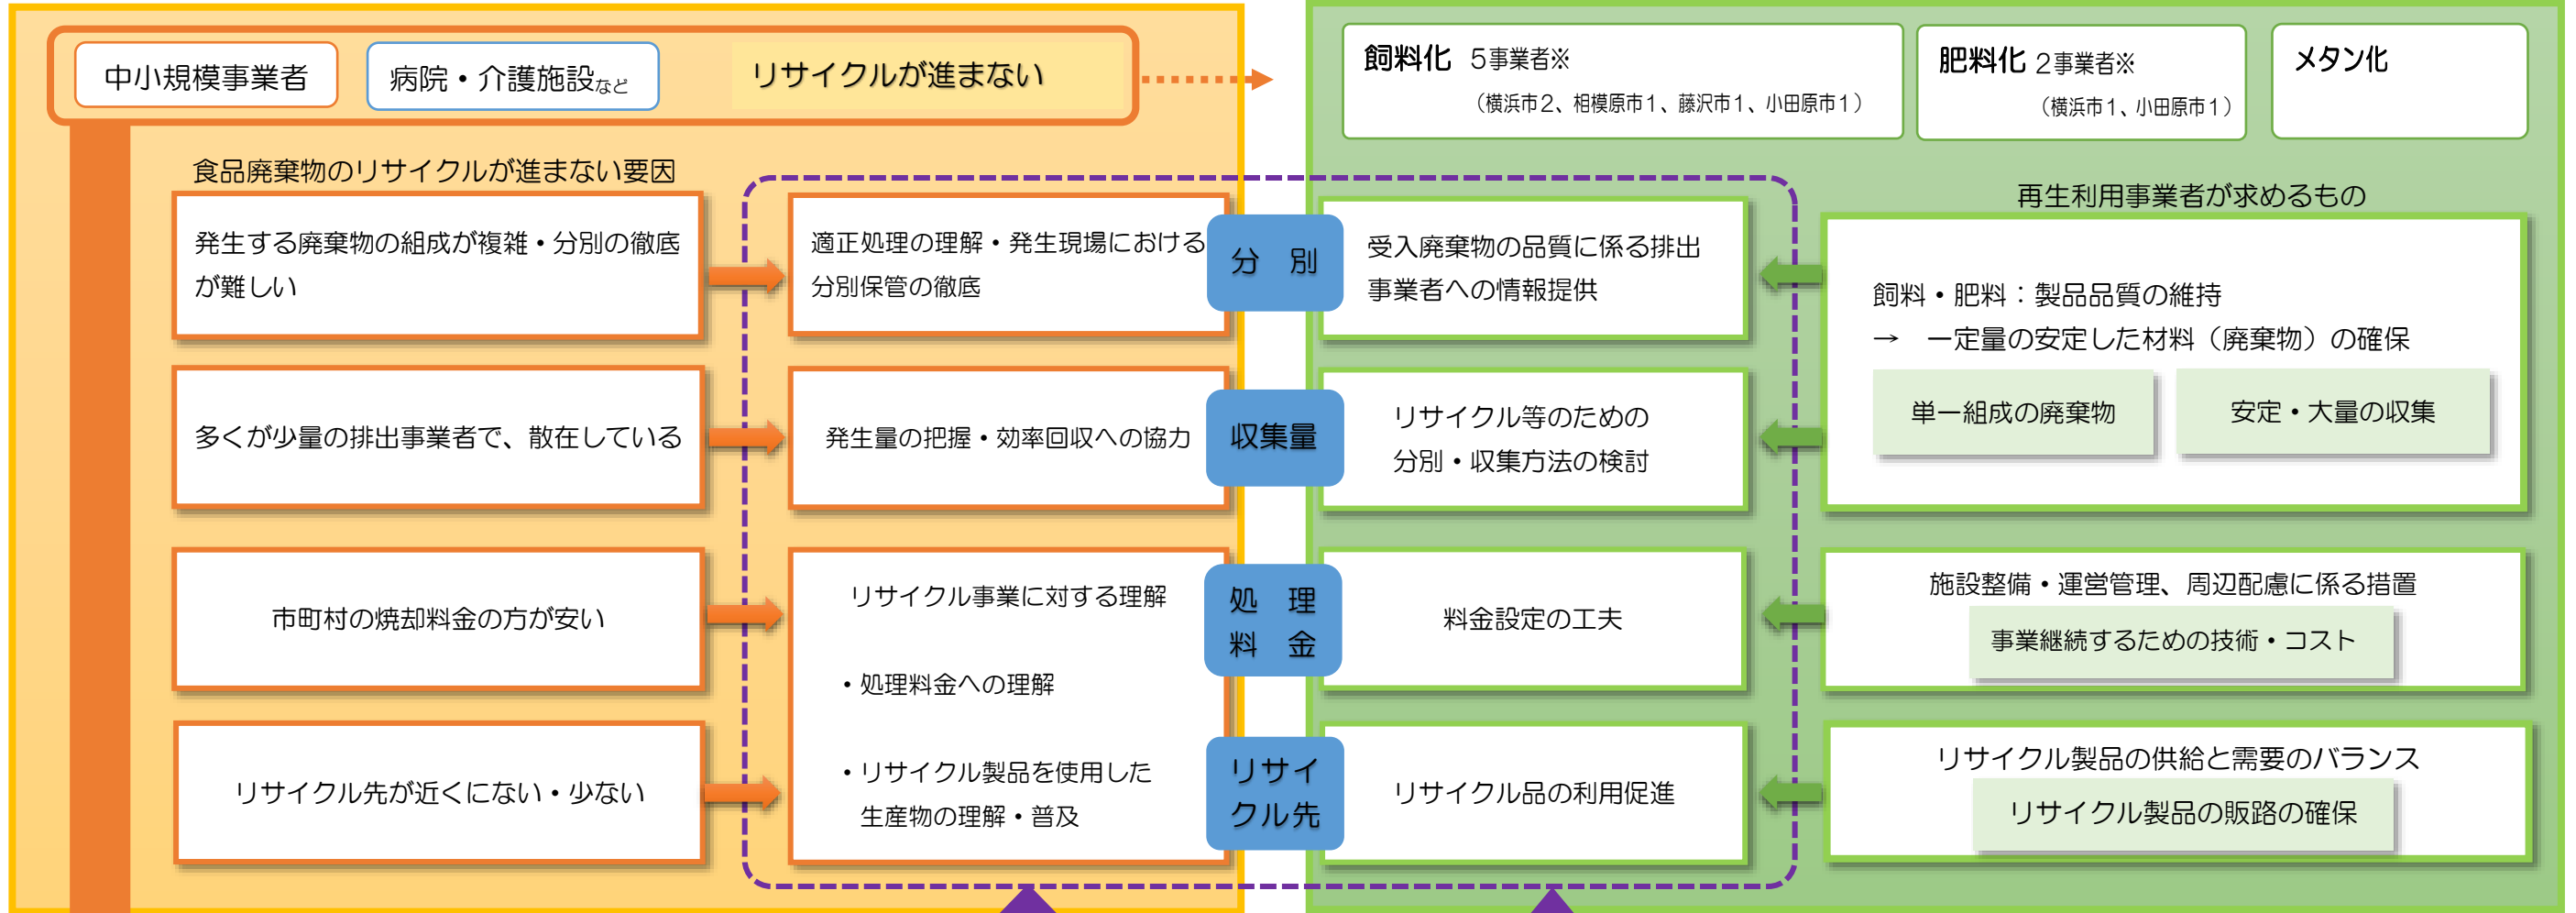 中小規模事業者
病院・介護施設など
リサイクルが進まない
食品廃棄物のリサイクルが進まない要因
発生する廃棄物の組成が複雑・分別の徹底
が難しい
多くが少量の排出事業者で、散在している
市町村の焼却料金の方が安い
リサイクル先が近くにない・少ない
適正処理の理解・発生現場における
分別保管の徹底
発生量の把握・効率回収への協力
リサイクル事業に対する理解
・処理料金への理解
・リサイクル製品を使用した
生産物の理解・普及
分　別
収集量
処　理
料　金
リサイ
クル先
飼料化 5事業者※
（横浜市2、相模原市1、藤沢市1、小田原市1）
肥料化 2事業者※
（横浜市1、小田原市1）
メタン化
受入廃棄物の品質に係る排出
事業者への情報提供
リサイクル等のための
分別・収集方法の検討
料金設定の工夫
リサイクル品の利用促進
再生利用事業者が求めるもの
飼料・肥料：製品品質の維持
→　一定量の安定した材料（廃棄物）の確保
単一組成の廃棄物
安定・大量の収集
施設整備・運営管理、周辺配慮に係る措置
事業継続するための技術・コスト
リサイクル製品の供給と需要のバランス
リサイクル製品の販路の確保